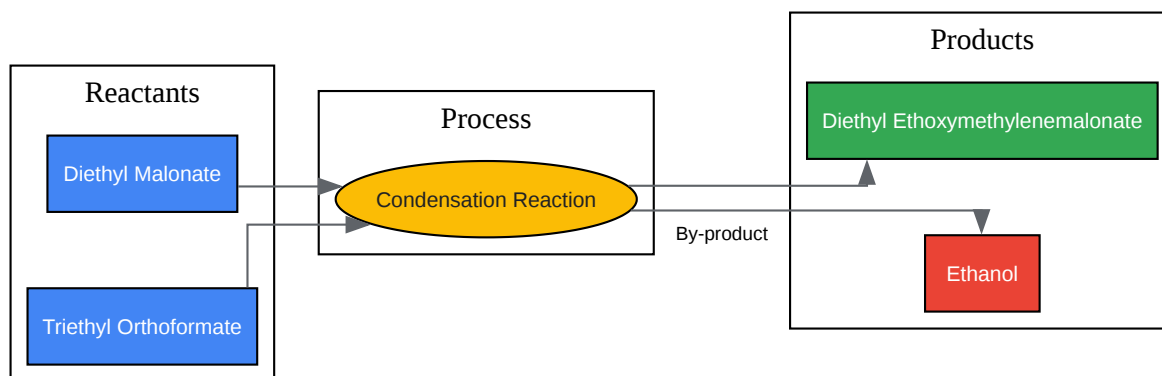 Reactants
Diethyl Malonate
Triethyl Orthoformate
Process
Condensation Reaction
By-product
Products
Diethyl Ethoxymethylenemalonate
Ethanol